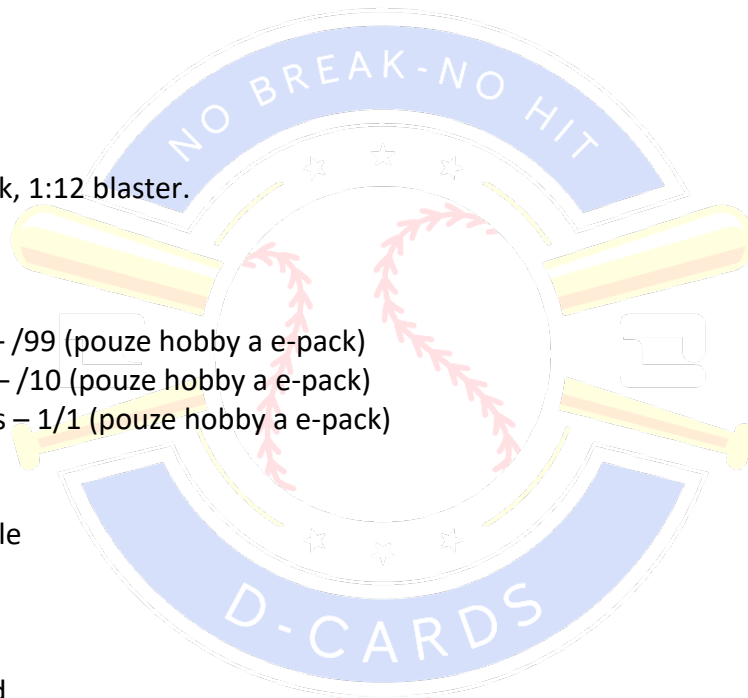 NO BREAK-NO HIT
k, 1:12 blaster.
- /99 (pouze hobby a e-pack)
– /10 (pouze hobby a e-pack)
s – 1/1 (pouze hobby a e-pack)
le
D-CARDS
d